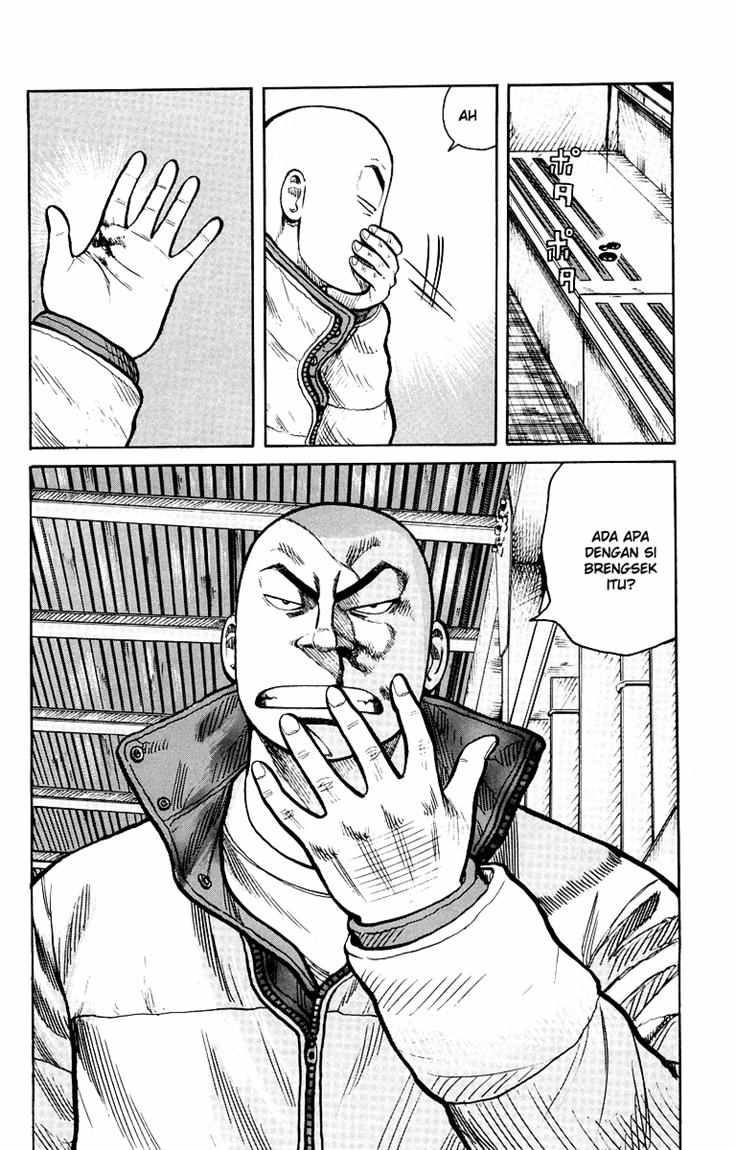 ポタ
ポタ
AH
ADA APA
DENGAN SI
BRENGSEK
ITU?